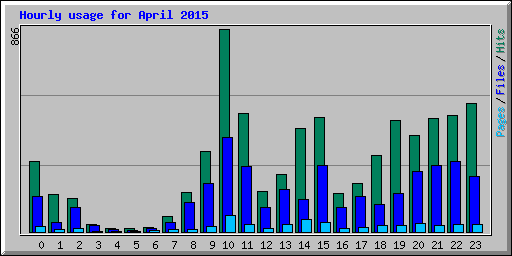 Hourly usage for April 2015
866
Pages/Files/Hits
0 1 2 3 4 5 6 7 8 9 10 11 12 13 14 15 16 17 18 19 20 21 22 23